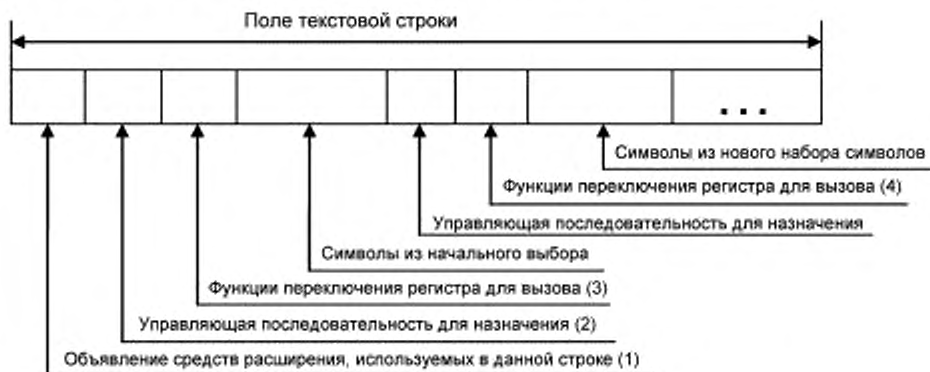 Поле текстовой строки
. . .
Символы из нового набора символов
Функции переключения регистра для вызова (4)
Управляющая последовательность для назначения
Символы из начального выбора
Функции переключения регистра для вызова (3)
Управляющая последовательность для назначения (2)
Объявление средств расширения, используемых в данной строке (1)